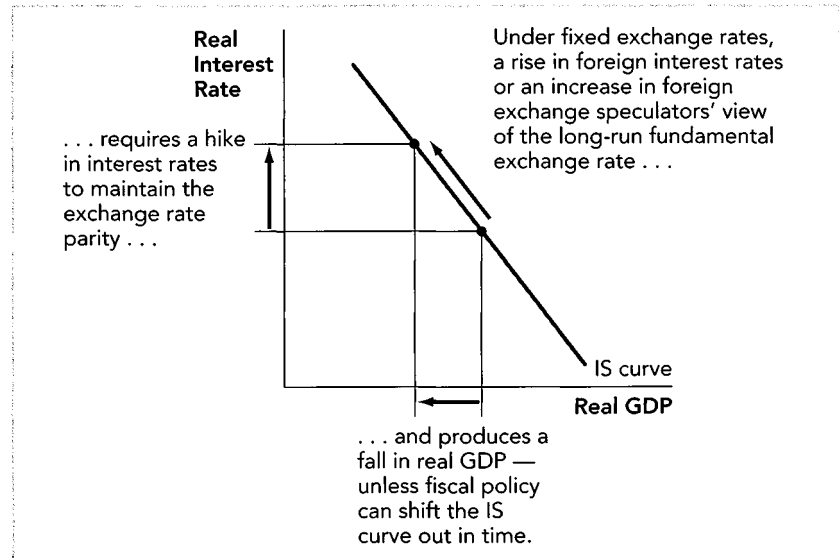 Real
Interest
Rate
Under fixed exchange rates,
a rise in foreign interest rates
or an increase in foreign
exchange speculators' view
of the long-run fundamental
exchange rate . . .
. . . requires a hike
in interest rates
to maintain the
exchange rate
parity . . .
IS curve
Real GDP
. . . and produces a
fall in real GDP —
unless fiscal policy
can shift the IS
curve out in time.